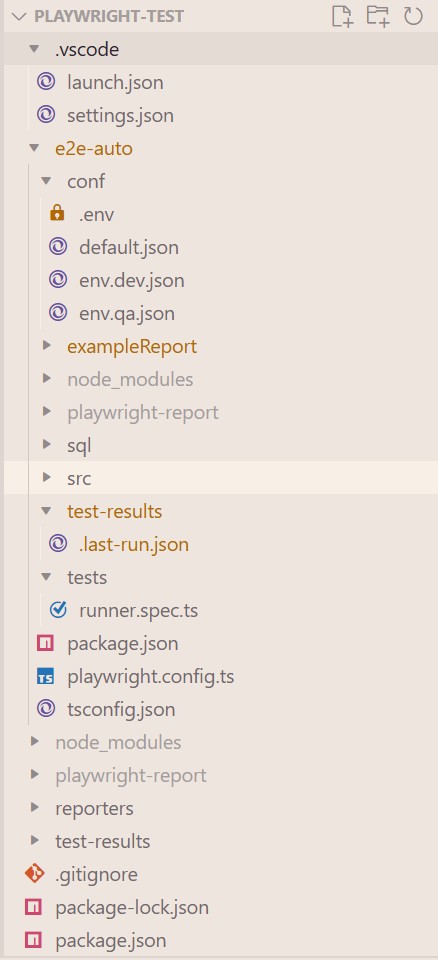 PLAYWRIGHT-TEST
.vscode
launch.json
settings.json
e2e-auto
conf
.env
default.json
env.dev.json
env.qa.json
exampleReport
node_modules
playwright-report
sql
src
test-results
.last-run.json
tests
runner.spec.ts
package.json
TS playwright.config.ts
tsconfig.json
node_modules
playwright-report
reporters
test-results
.gitignore
package-lock.json
package.json